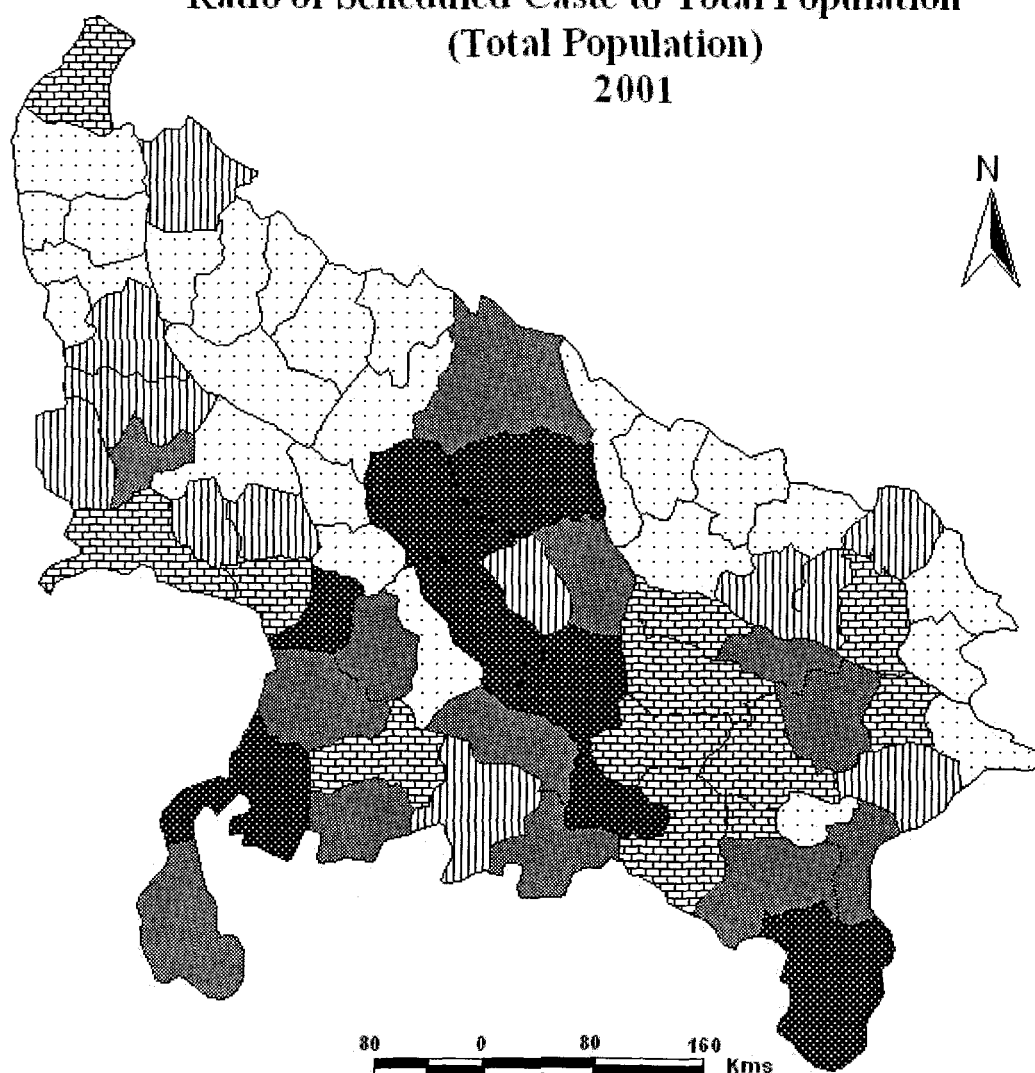 Ratio of Scheduled Caste to Total Population
(Total Population)
2001
N
80 0 80 160
Kms